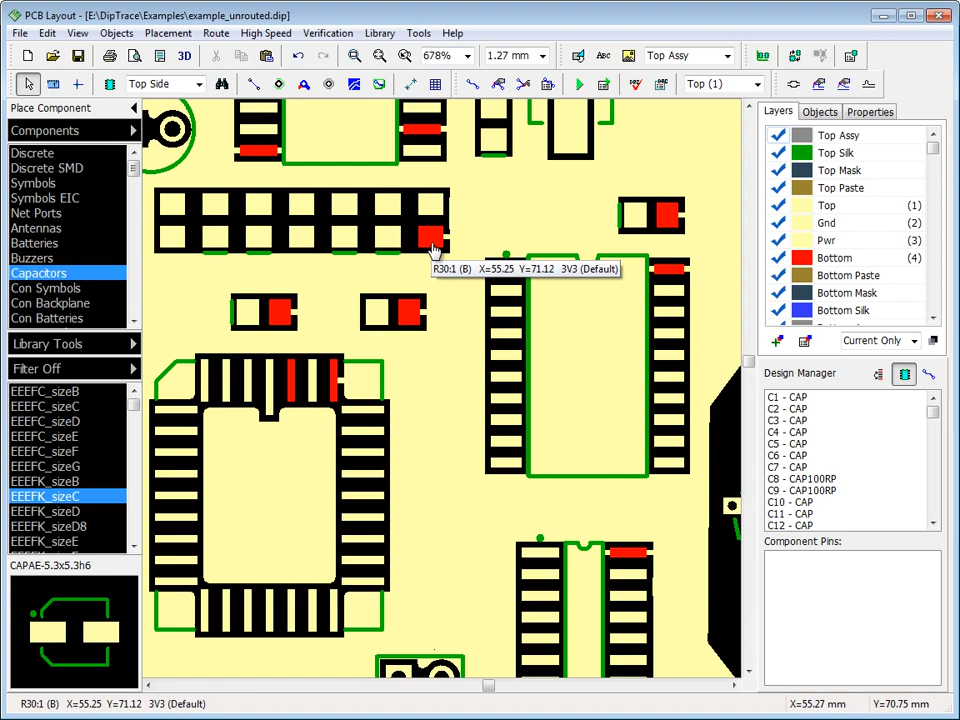 PCB Layout - [E:\DipTrace\Examples\example_unrouted.dip]
File Edit View Objects Placement Route High Speed Verification Library Tools Help
3D 678% 1.27 mm ABC Top Assy
Top Side Top (1)
Place Component
Components
Discrete
Discrete SMD
Symbols
Symbols EIC
Net Ports
Antennas
Batteries
Buzzers
Capacitors
Con Symbols
Con Backplane
Con Batteries
Library Tools
Filter Off
EEEFC_sizeB
EEEFC_sizeC
EEEFC_sizeD
EEEFC_sizeE
EEEFC_sizeF
EEEFC_sizeG
EEEFK_sizeB
EEEFK_sizeC
EEEFK_sizeD
EEEFK_sizeD8
EEEFK_sizeE
CAPAE-5.3x5.3h6
R30:1 (B) X=55.25 Y=71.12 3V3 (Default)
Layers Objects Properties
Top Assy
Top Silk
Top Mask
Top Paste
Top (1)
Gnd (2)
Pwr (3)
Bottom (4)
Bottom Paste
Bottom Mask
Bottom Silk
Current Only
Design Manager
C1 - CAP
C2 - CAP
C3 - CAP
C4 - CAP
C5 - CAP
C6 - CAP
C7 - CAP
C8 - CAP100RP
C9 - CAP100RP
C10 - CAP
C11 - CAP
C12 - CAP
Component Pins:
R30:1 (B) X=55.25 Y=71.12 3V3 (Default) X=55.27 mm Y=70.75 mm